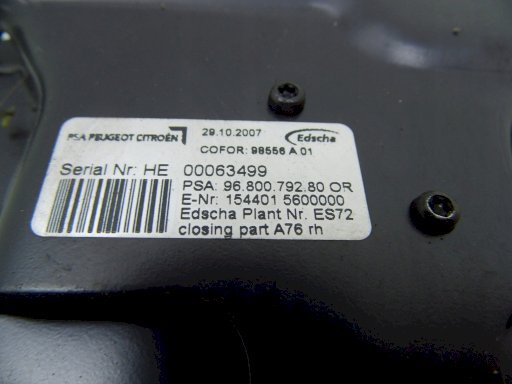 PSA PEUGEOT CITROËN 29.10.2007 Edscha
COFOR: 98556 A 01
Serial Nr: HE 00063499
PSA: 96.800.792.80 OR
E-Nr: 154401 5600000
Edscha Plant Nr. ES72
closing part A76 rh